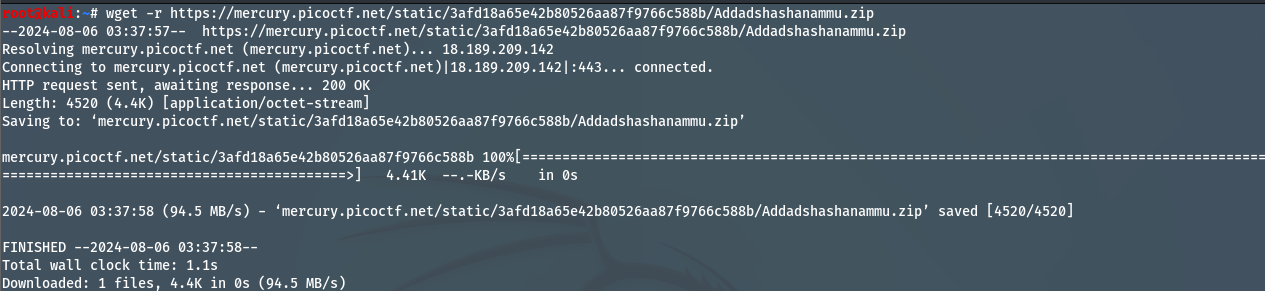 root@kali:~# wget -r https://mercury.picoctf.net/static/3afd18a65e42b80526aa87f9766c588b/Addadshashanammu.zip
--2024-08-06 03:37:57--  https://mercury.picoctf.net/static/3afd18a65e42b80526aa87f9766c588b/Addadshashanammu.zip
Resolving mercury.picoctf.net (mercury.picoctf.net)... 18.189.209.142
Connecting to mercury.picoctf.net (mercury.picoctf.net)|18.189.209.142|:443... connected.
HTTP request sent, awaiting response... 200 OK
Length: 4520 (4.4K) [application/octet-stream]
Saving to: ‘mercury.picoctf.net/static/3afd18a65e42b80526aa87f9766c588b/Addadshashanammu.zip’
mercury.picoctf.net/static/3afd18a65e42b80526aa87f9766c588b 100%[=============================================================================================
===========================================>]   4.41K  --.-KB/s    in 0s
2024-08-06 03:37:58 (94.5 MB/s) - ‘mercury.picoctf.net/static/3afd18a65e42b80526aa87f9766c588b/Addadshashanammu.zip’ saved [4520/4520]
FINISHED --2024-08-06 03:37:58--
Total wall clock time: 1.1s
Downloaded: 1 files, 4.4K in 0s (94.5 MB/s)